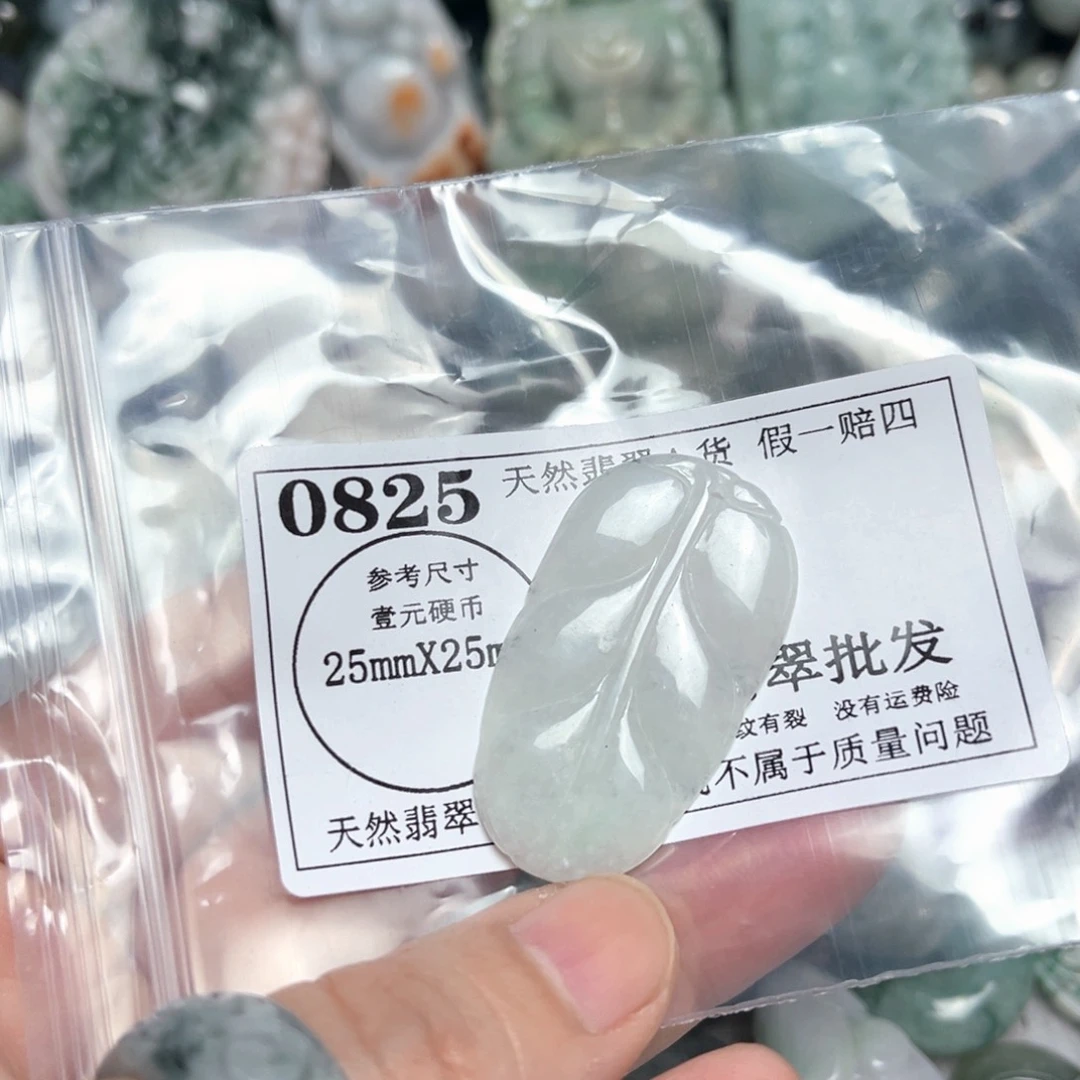 0825
天然翡翠A货 假一赔四
参考尺寸
壹元硬币
25mmX25m
翠批发
纹有裂 没有运费险
天然翡翠
不属于质量问题